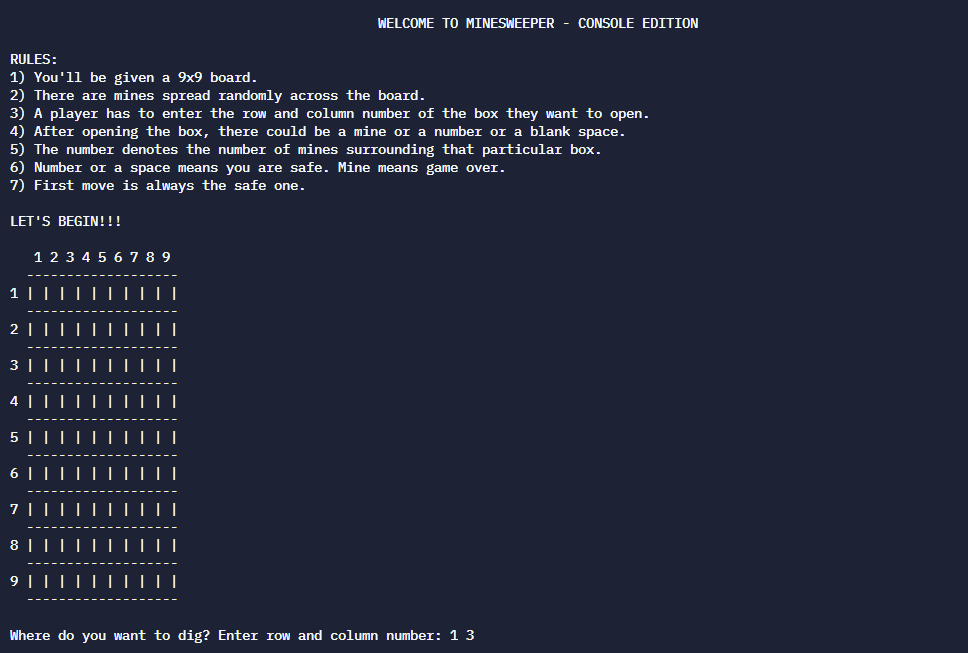 WELCOME TO MINESWEEPER - CONSOLE EDITION
RULES:
1) You'll be given a 9x9 board.
2) There are mines spread randomly across the board.
3) A player has to enter the row and column number of the box they want to open.
4) After opening the box, there could be a mine or a number or a blank space.
5) The number denotes the number of mines surrounding that particular box.
6) Number or a space means you are safe. Mine means game over.
7) First move is always the safe one.
LET'S BEGIN!!!
1 2 3 4 5 6 7 8 9
-------------------
1 | | | | | | | | | |
-------------------
2 | | | | | | | | | |
-------------------
3 | | | | | | | | | |
-------------------
4 | | | | | | | | | |
-------------------
5 | | | | | | | | | |
-------------------
6 | | | | | | | | | |
-------------------
7 | | | | | | | | | |
-------------------
8 | | | | | | | | | |
-------------------
9 | | | | | | | | | |
-------------------
Where do you want to dig? Enter row and column number: 1 3